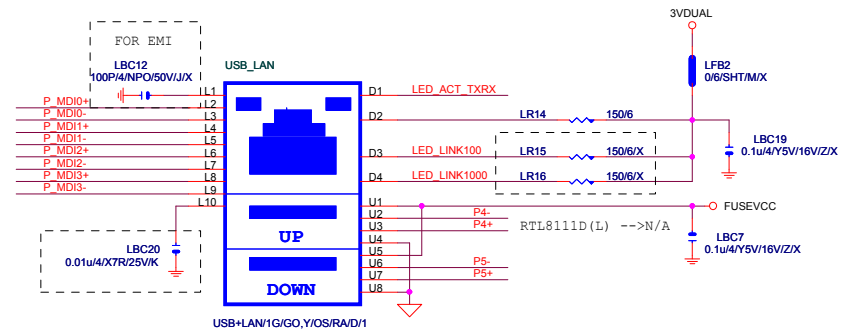 3VDUAL
FOR EMI
LBC12
100P/4/NPO/50V/J/X
USB_LAN
LFB2
0/6/SHT/M/X
L1
D1
LED_ACT_TXRX
P_MDI0+
L2
P_MDI0-
L3
D2
LR14
150/6
P_MDI1+
L4
P_MDI1-
L5
LBC19
0.1u/4/Y5V/16V/Z/X
P_MDI2+
L6
D3
LED_LINK100
LR15
150/6/X
P_MDI2-
L7
P_MDI3+
L8
D4
LED_LINK1000
LR16
150/6/X
P_MDI3-
L9
L10
U1
FUSEVCC
U2
P4-
U3
P4+
RTL8111D(L) -->N/A
UP
U4
LBC7
0.1u/4/Y5V/16V/Z/X
LBC20
0.01u/4/X7R/25V/K
U5
U6
P5-
U7
P5+
DOWN
U8
USB+LAN/1G/GO,Y/OS/RA/D/1